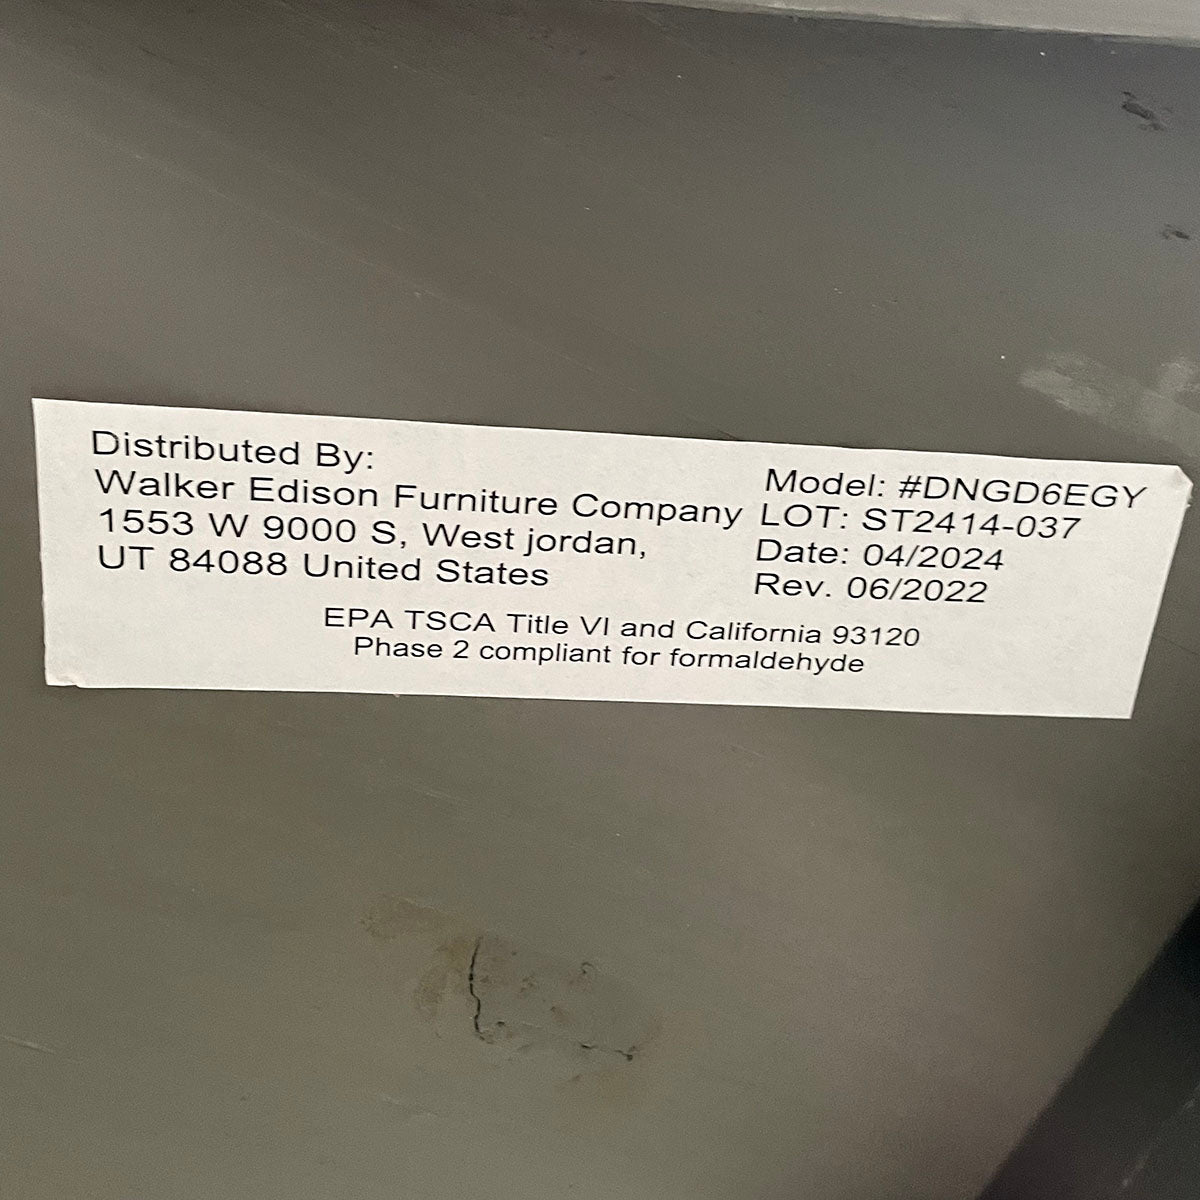 Distributed By:
Walker Edison Furniture Company
1553 W 9000 S, West jordan,
UT 84088 United States
Model: #DNGD6EGY
LOT: ST2414-037
Date: 04/2024
Rev. 06/2022
EPA TSCA Title VI and California 93120
Phase 2 compliant for formaldehyde